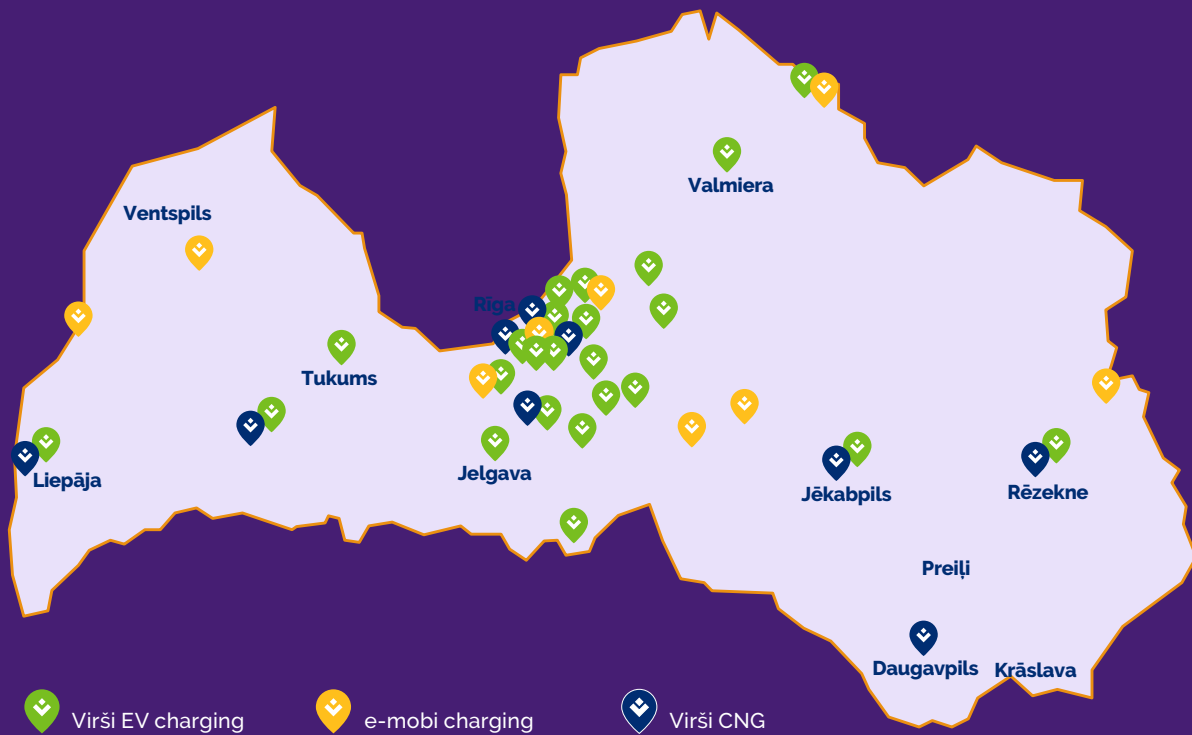 Valmiera
Ventspils
Rīga
Tukums
Liepāja
Jelgava
Jēkabpils
Rēzekne
Preiļi
Daugavpils
Krāslava
Virši EV charging
e-mobi charging
Virši CNG